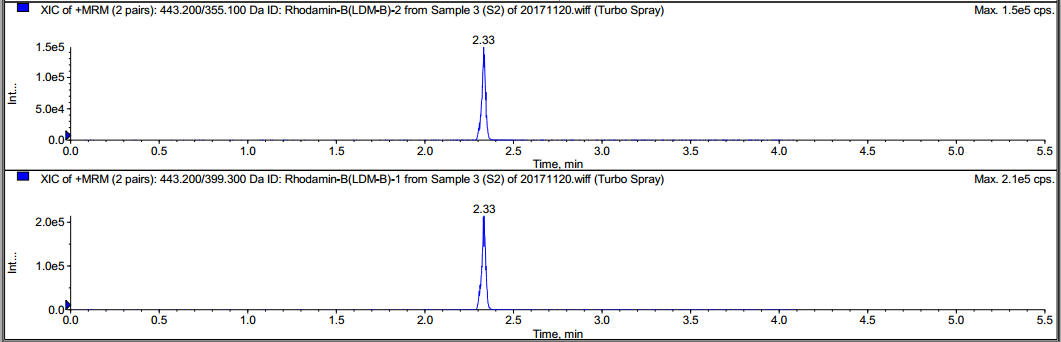 XIC of +MRM (2 pairs): 443.200/355.100 Da ID: Rhodamin-B(LDM-B)-2 from Sample 3 (S2) of 20171120.wiff (Turbo Spray) Max. 1.5e5 cps.
2.33
1.5e5
1.0e5
5.0e4
0.0
Int...
0.0 0.5 1.0 1.5 2.0 2.5 3.0 3.5 4.0 4.5 5.0 5.5
Time, min
XIC of +MRM (2 pairs): 443.200/399.300 Da ID: Rhodamin-B(LDM-B)-1 from Sample 3 (S2) of 20171120.wiff (Turbo Spray) Max. 2.1e5 cps.
2.33
2.0e5
1.0e5
0.0
Int...
0.0 0.5 1.0 1.5 2.0 2.5 3.0 3.5 4.0 4.5 5.0 5.5
Time, min